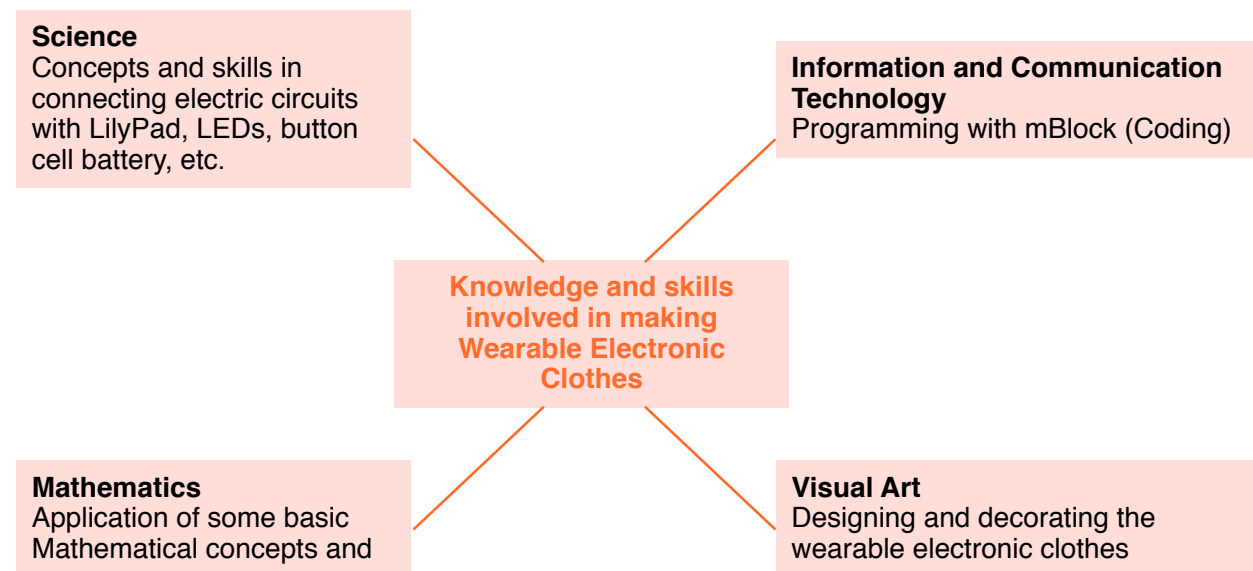 Science
Concepts and skills in
connecting electric circuits
with LilyPad, LEDs, button
cell battery, etc.
Information and Communication
Technology
Programming with mBlock (Coding)
Knowledge and skills
involved in making
Wearable Electronic
Clothes
Mathematics
Application of some basic
Mathematical concepts and
Visual Art
Designing and decorating the
wearable electronic clothes